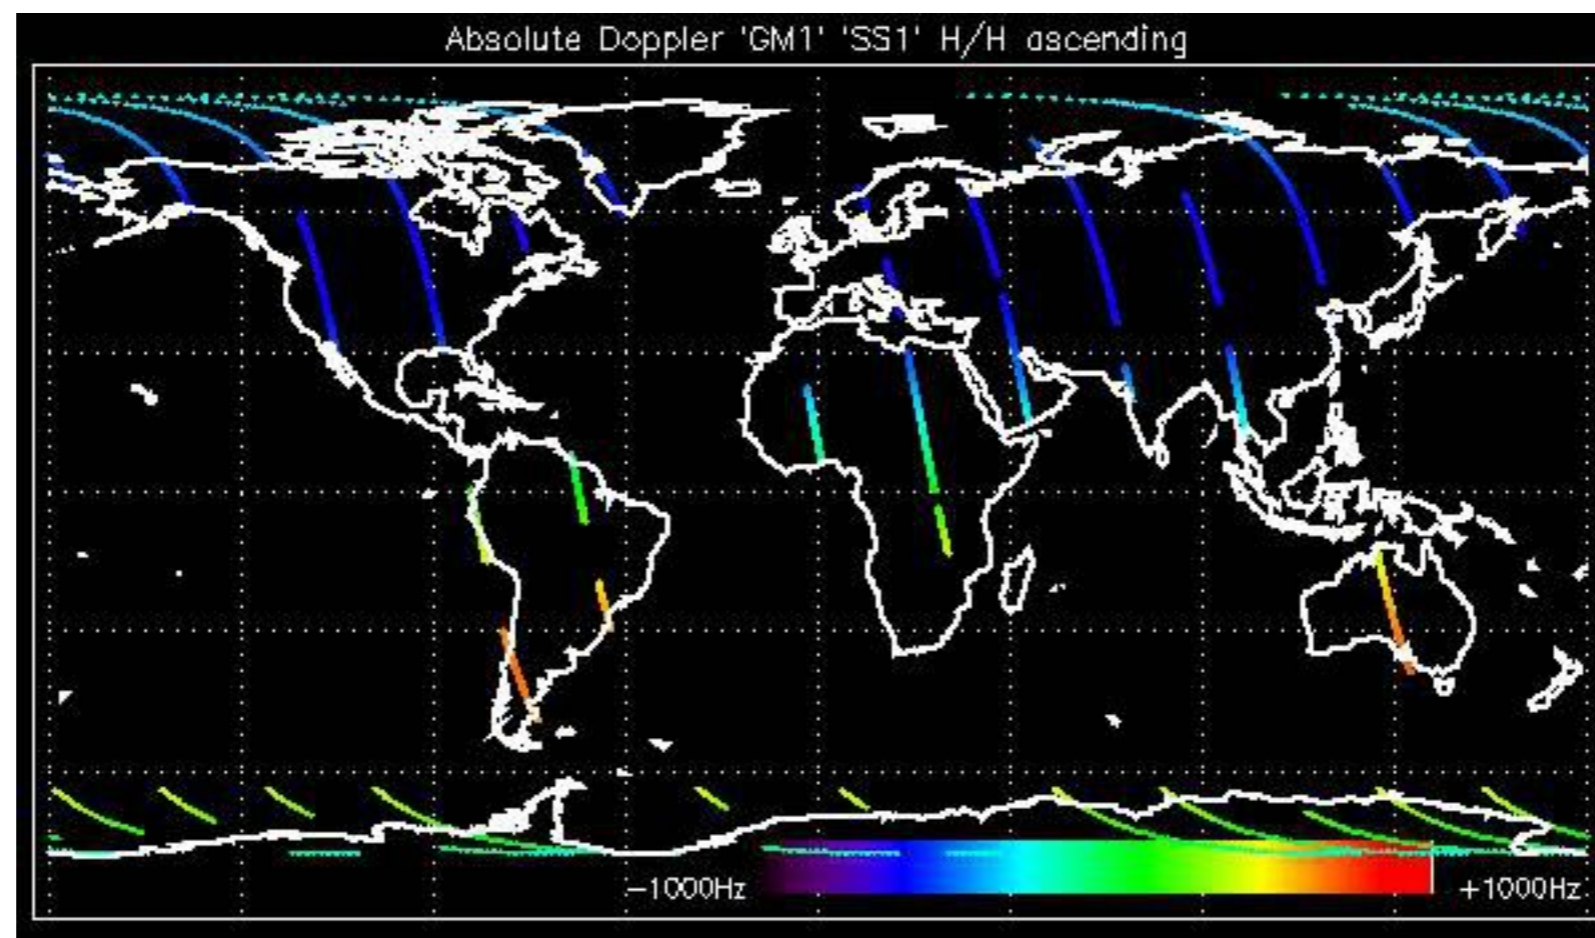 Absolute Doppler 'GM1' 'SS1' H/H ascending
-1000Hz
+1000Hz